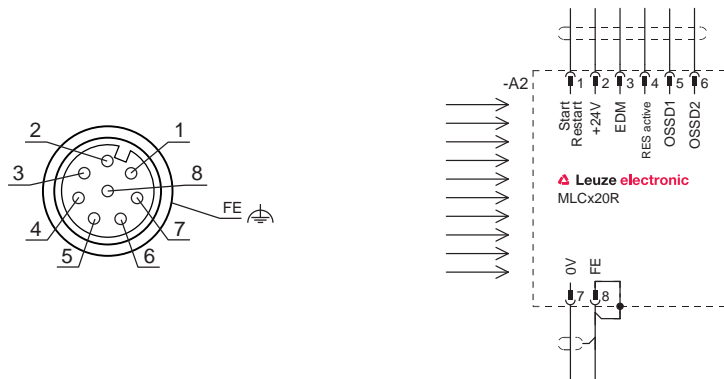 2
1
3
8
4
7
5
6
FE
-A2
1 2 3 4 5 6
Start
Restart
+24V
EDM
RES active
OSSD1
OSSD2
Leuze electronic
MLCx20R
0V
FE
7 8